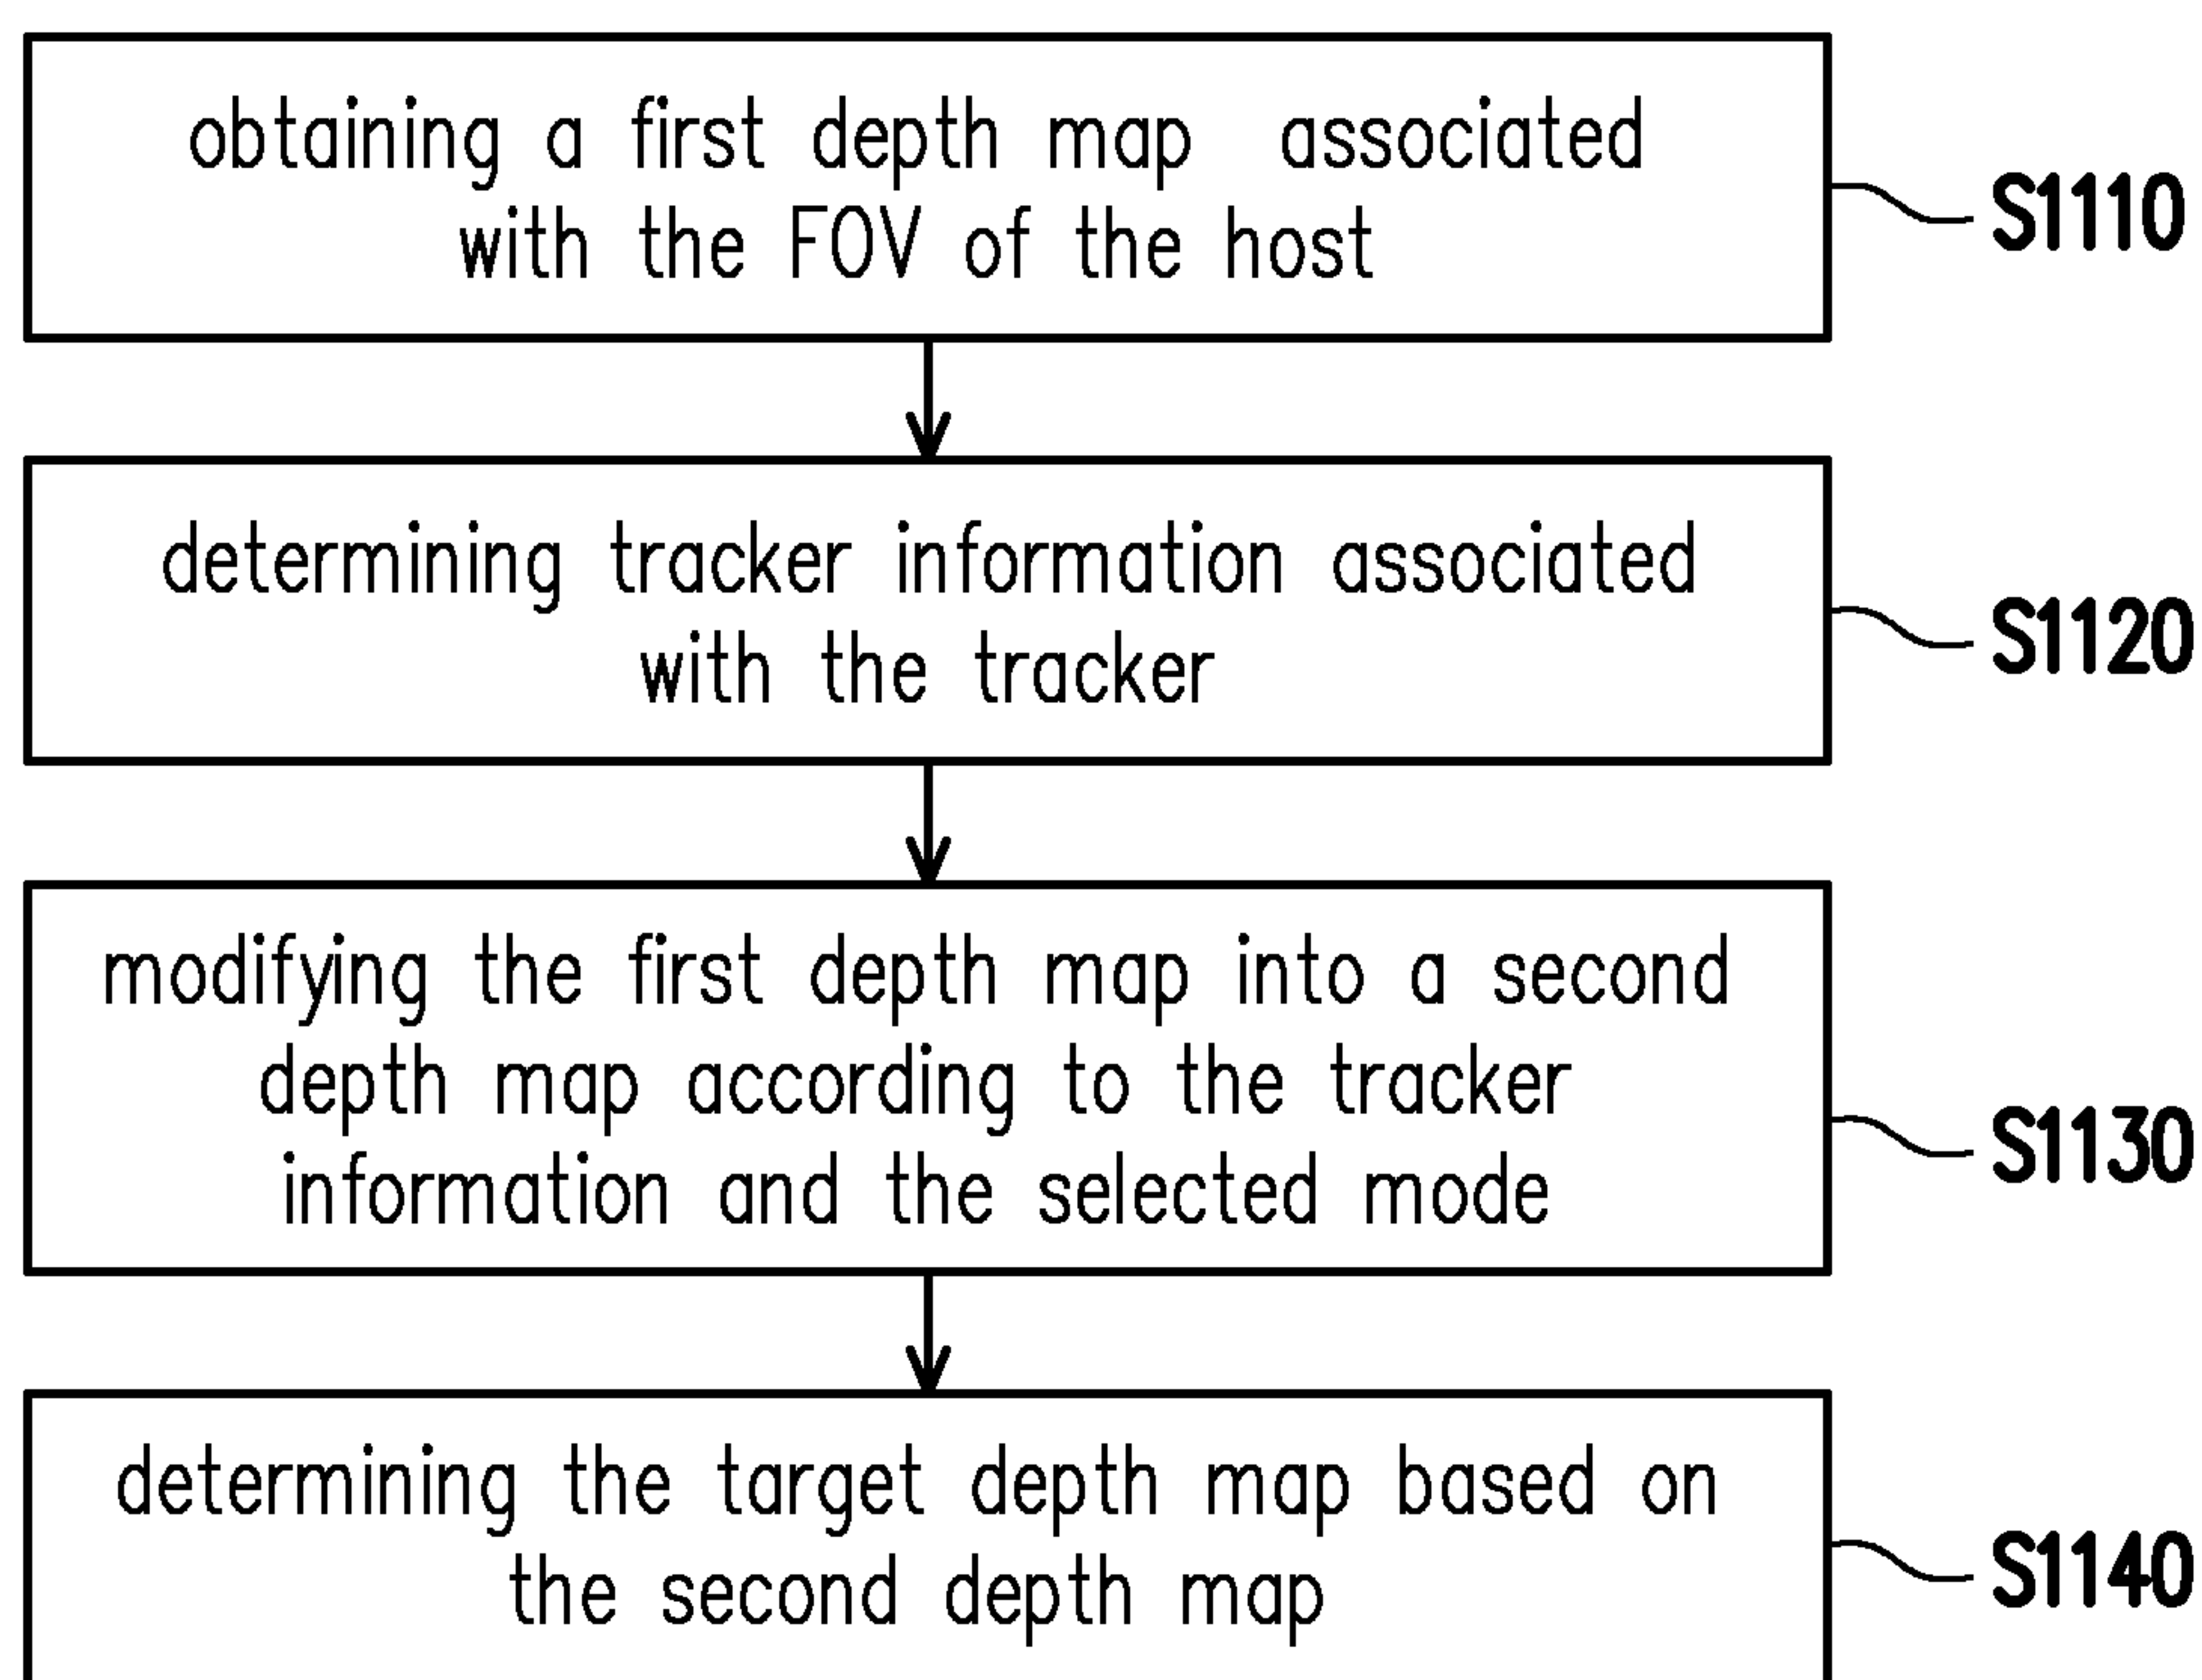 obtaining a first depth map associated
with the FOV of the host
S1110
determining tracker information associated
with the tracker
S1120
modifying the first depth map into a second
depth map according to the tracker
information and the selected mode
S1130
determining the target depth map based on
the second depth map
S1140